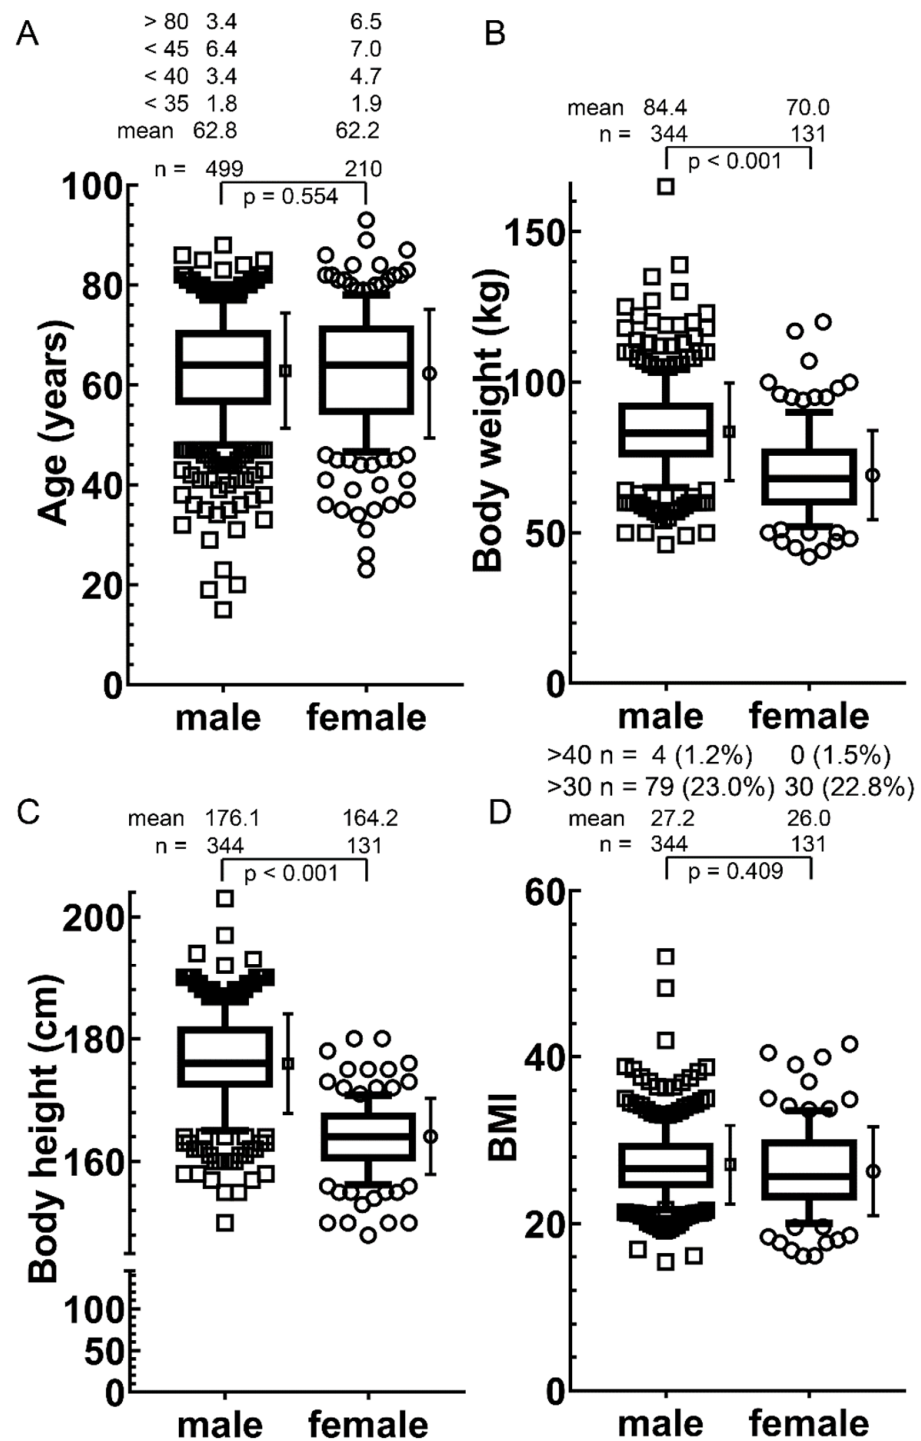 A
> 80 3.4 6.5
< 45 6.4 7.0
< 40 3.4 4.7
< 35 1.8 1.9
mean 62.8 62.2
n = 499 210
p = 0.554
100
80
60
40
20
0
Age (years)
male female
B
mean 84.4 70.0
n = 344 131
p < 0.001
150
100
50
0
Body weight (kg)
male female
C
mean 176.1 164.2
n = 344 131
p < 0.001
200
180
160
100
50
0
Body height (cm)
male female
>40 n = 4 (1.2%) 0 (1.5%)
>30 n = 79 (23.0%) 30 (22.8%)
D
mean 27.2 26.0
n = 344 131
p = 0.409
60
40
20
0
BMI
male female